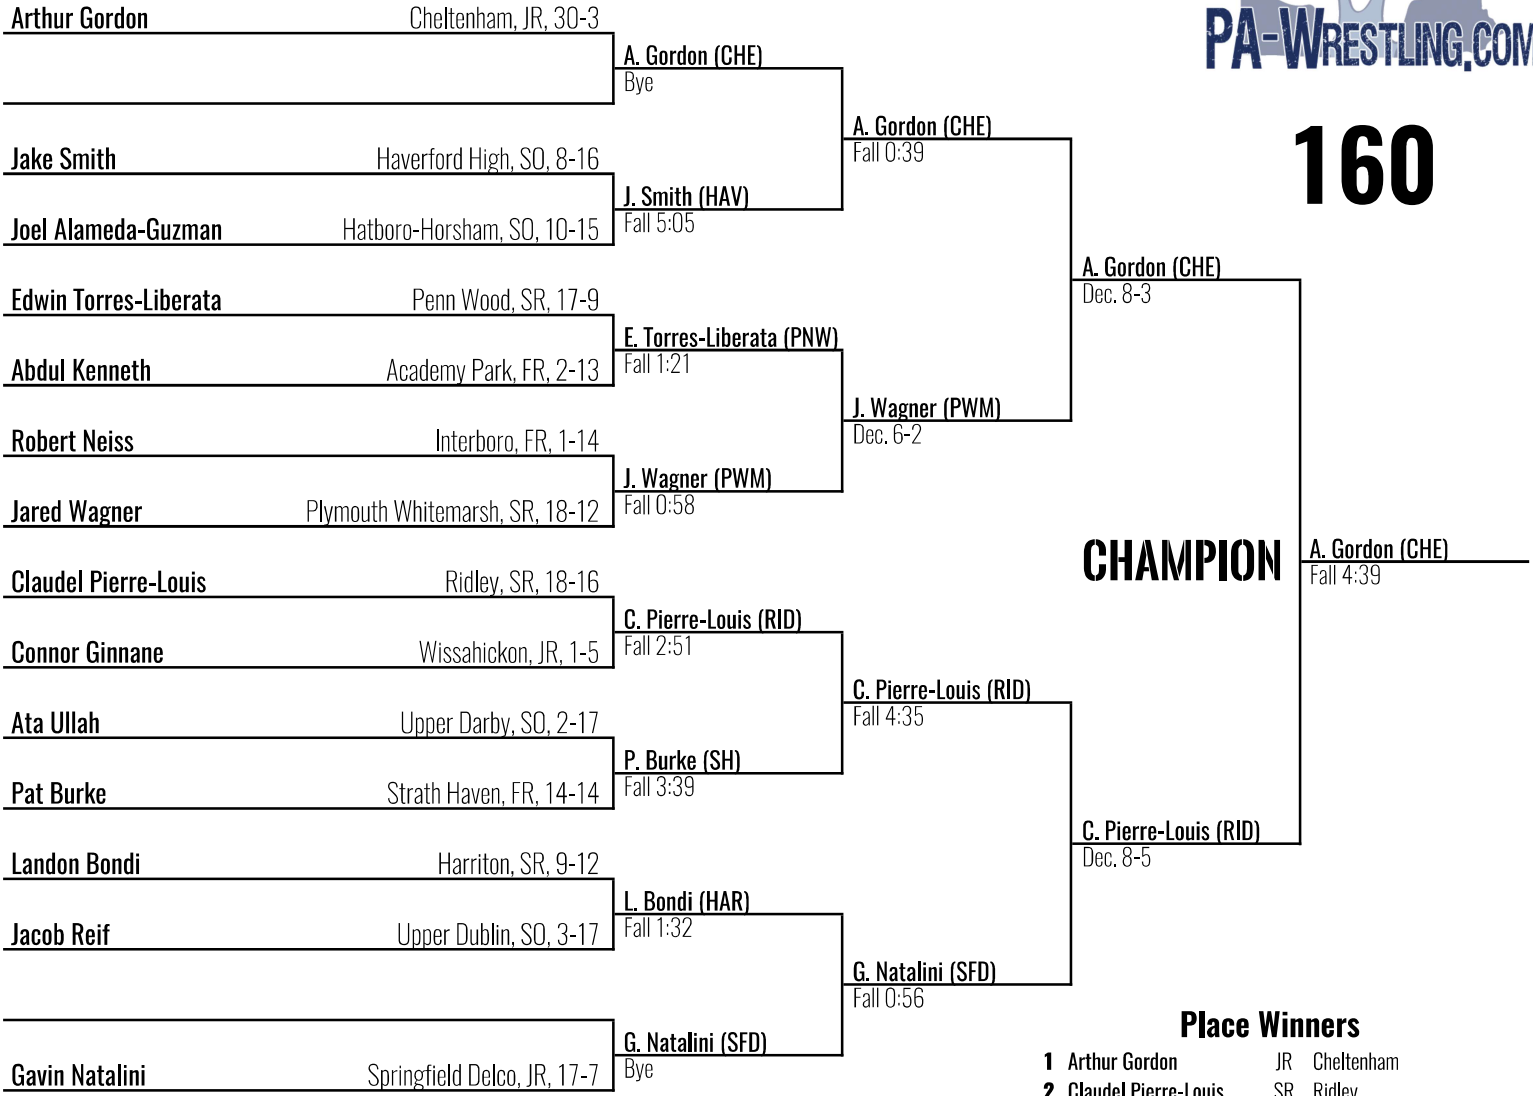 PA-WRESTLING.COM
160
Arthur Gordon Cheltenham, JR, 30-3
A. Gordon (CHE)
Bye
Jake Smith Haverford High, SO, 8-16
J. Smith (HAV)
Fall 5:05
Joel Alameda-Guzman Hatboro-Horsham, SO, 10-15
A. Gordon (CHE)
Fall 0:39
Edwin Torres-Liberata Penn Wood, SR, 17-9
E. Torres-Liberata (PNW)
Fall 1:21
Abdul Kenneth Academy Park, FR, 2-13
Robert Neiss Interboro, FR, 1-14
J. Wagner (PWM)
Fall 0:58
Jared Wagner Plymouth Whitemarsh, SR, 18-12
J. Wagner (PWM)
Dec. 6-2
A. Gordon (CHE)
Dec. 8-3
Claudel Pierre-Louis Ridley, SR, 18-16
C. Pierre-Louis (RID)
Fall 2:51
Connor Ginnane Wissahickon, JR, 1-5
Ata Ullah Upper Darby, SO, 2-17
P. Burke (SH)
Fall 3:39
Pat Burke Strath Haven, FR, 14-14
C. Pierre-Louis (RID)
Fall 4:35
Landon Bondi Harriton, SR, 9-12
L. Bondi (HAR)
Fall 1:32
Jacob Reif Upper Dublin, SO, 3-17
G. Natalini (SFD)
Bye
Gavin Natalini Springfield Delco, JR, 17-7
G. Natalini (SFD)
Fall 0:56
C. Pierre-Louis (RID)
Dec. 8-5
CHAMPION
A. Gordon (CHE)
Fall 4:39
Place Winners
1 Arthur Gordon JR Cheltenham
2 Claudel Pierre-Louis SR Ridley